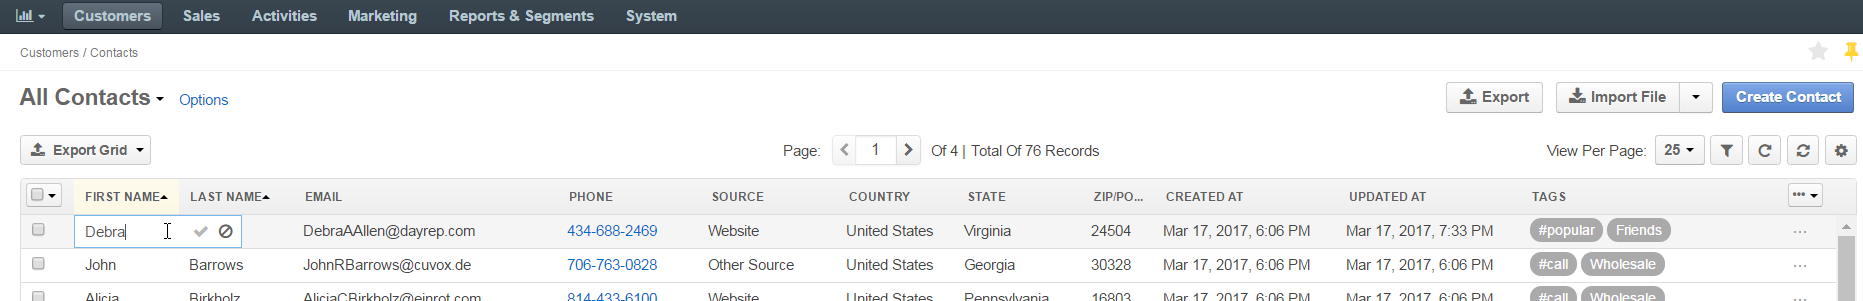 Customers Sales Activities Marketing Reports & Segments System
Customers / Contacts
All Contacts Options Export Import File Create Contact
Export Grid Page: 1 Of 4 | Total Of 76 Records View Per Page: 25
FIRST NAME LAST NAME EMAIL PHONE SOURCE COUNTRY STATE ZIP/PO... CREATED AT UPDATED AT TAGS
Debra DebraAAllen@dayrep.com 434-688-2469 Website United States Virginia 24504 Mar 17, 2017, 6:06 PM Mar 17, 2017, 7:33 PM #popular Friends
John Barrows JohnRBarrows@cuvox.de 706-763-0828 Other Source United States Georgia 30328 Mar 17, 2017, 6:06 PM Mar 17, 2017, 6:06 PM #call Wholesale
Alicia Birkholz AliciaCBirkholz@einrot.com 814-433-6100 Website United States Pennsylvania 16803 Mar 17, 2017, 6:06 PM Mar 17, 2017, 6:06 PM #call Wholesale